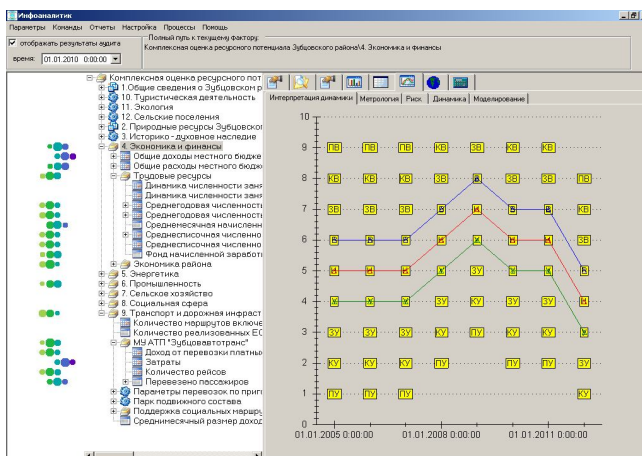 Инфоаналитик
Параметры Команды Отчеты Настройка Процессы Помощь
отображать результаты аудита
время: 01.01.2010 0:00:00
Полный путь к текущему фактору:
Комплексная оценка ресурсного потенциала Зубцовского района\4. Экономика и финансы
Комплексная оценка ресурсного пот
1.Общие сведения о Зубцовском р
10. Туристическая деятельность
11. Экология
12. Сельские поселения
2. Природные ресурсы Зубцовског
3. Историко - духовное наследие
4. Экономика и финансы
Общие доходы местного бюдже
Общие расходы местного бюдж
Трудовые ресурсы
Динамика численности заня
Динамика численности заня
Среднегодовая численность
Среднегодовая численность
Среднемесячная начисленн
Среднесписочная численно
Среднесписочная численно
Фонд начисленной заработ
Экономика района
5. Энергетика
6. Промышленность
7. Сельское хозяйство
8. Социальная сфера
9. Транспорт и дорожная инфраст
Количество маршрутов включе
Количество реализованных ЕС
МУ АТП "Зубцовавтотранс"
Доход от перевозки платных
Затраты
Количество рейсов
Перевезено пассажиров
Параметры перевозок по приг
Парк подвижного состава
Поддержка социальных маршру
Среднимесячный размер доход
Интерпретация динамики Метрология Риск Динамика Моделирование
10
9 ПВ ПВ ПВ КВ ЗВ КВ КВ
8 КВ КВ КВ ЗВ В ЗВ ЗВ ПВ
7 ЗВ ЗВ ЗВ В Н В В КВ
6 В В В Н У Н Н ЗВ
5 Н Н Н У ЗУ У У В
4 У У У ЗУ КУ ЗУ ЗУ Н
3 ЗУ ЗУ ЗУ КУ ПУ КУ КУ У
2 КУ КУ КУ ПУ ПУ ПУ ЗУ
1 ПУ ПУ ПУ КУ
0
01.01.2005 0:00:00 01.01.2008 0:00:00 01.01.2011 0:00:00